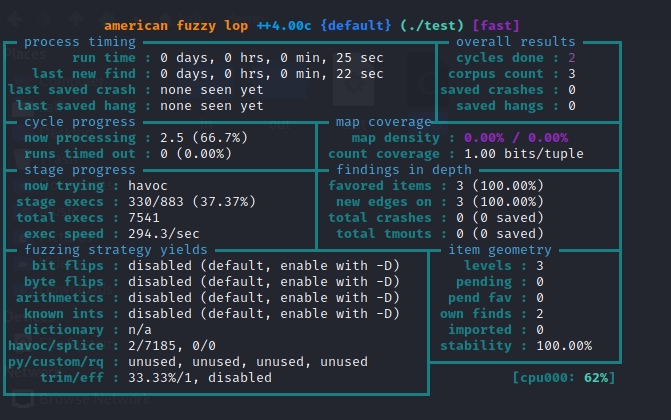 american fuzzy lop ++4.00c {default} (./test) [fast]
process timing overall results
run time : 0 days, 0 hrs, 0 min, 25 sec cycles done : 2
last new find : 0 days, 0 hrs, 0 min, 22 sec corpus count : 3
last saved crash : none seen yet saved crashes : 0
last saved hang : none seen yet saved hangs : 0
cycle progress map coverage
now processing : 2.5 (66.7%) map density : 0.00% / 0.00%
runs timed out : 0 (0.00%) count coverage : 1.00 bits/tuple
stage progress findings in depth
now trying : havoc favored items : 3 (100.00%)
stage execs : 330/883 (37.37%) new edges on : 3 (100.00%)
total execs : 7541 total crashes : 0 (0 saved)
exec speed : 294.3/sec total tmouts : 0 (0 saved)
fuzzing strategy yields item geometry
bit flips : disabled (default, enable with -D) levels : 3
byte flips : disabled (default, enable with -D) pending : 0
arithmetics : disabled (default, enable with -D) pend fav : 0
known ints : disabled (default, enable with -D) own finds : 2
dictionary : n/a imported : 0
havoc/splice : 2/7185, 0/0 stability : 100.00%
py/custom/rq : unused, unused, unused, unused
trim/eff : 33.33%/1, disabled [cpu000: 62%]
Browse Network